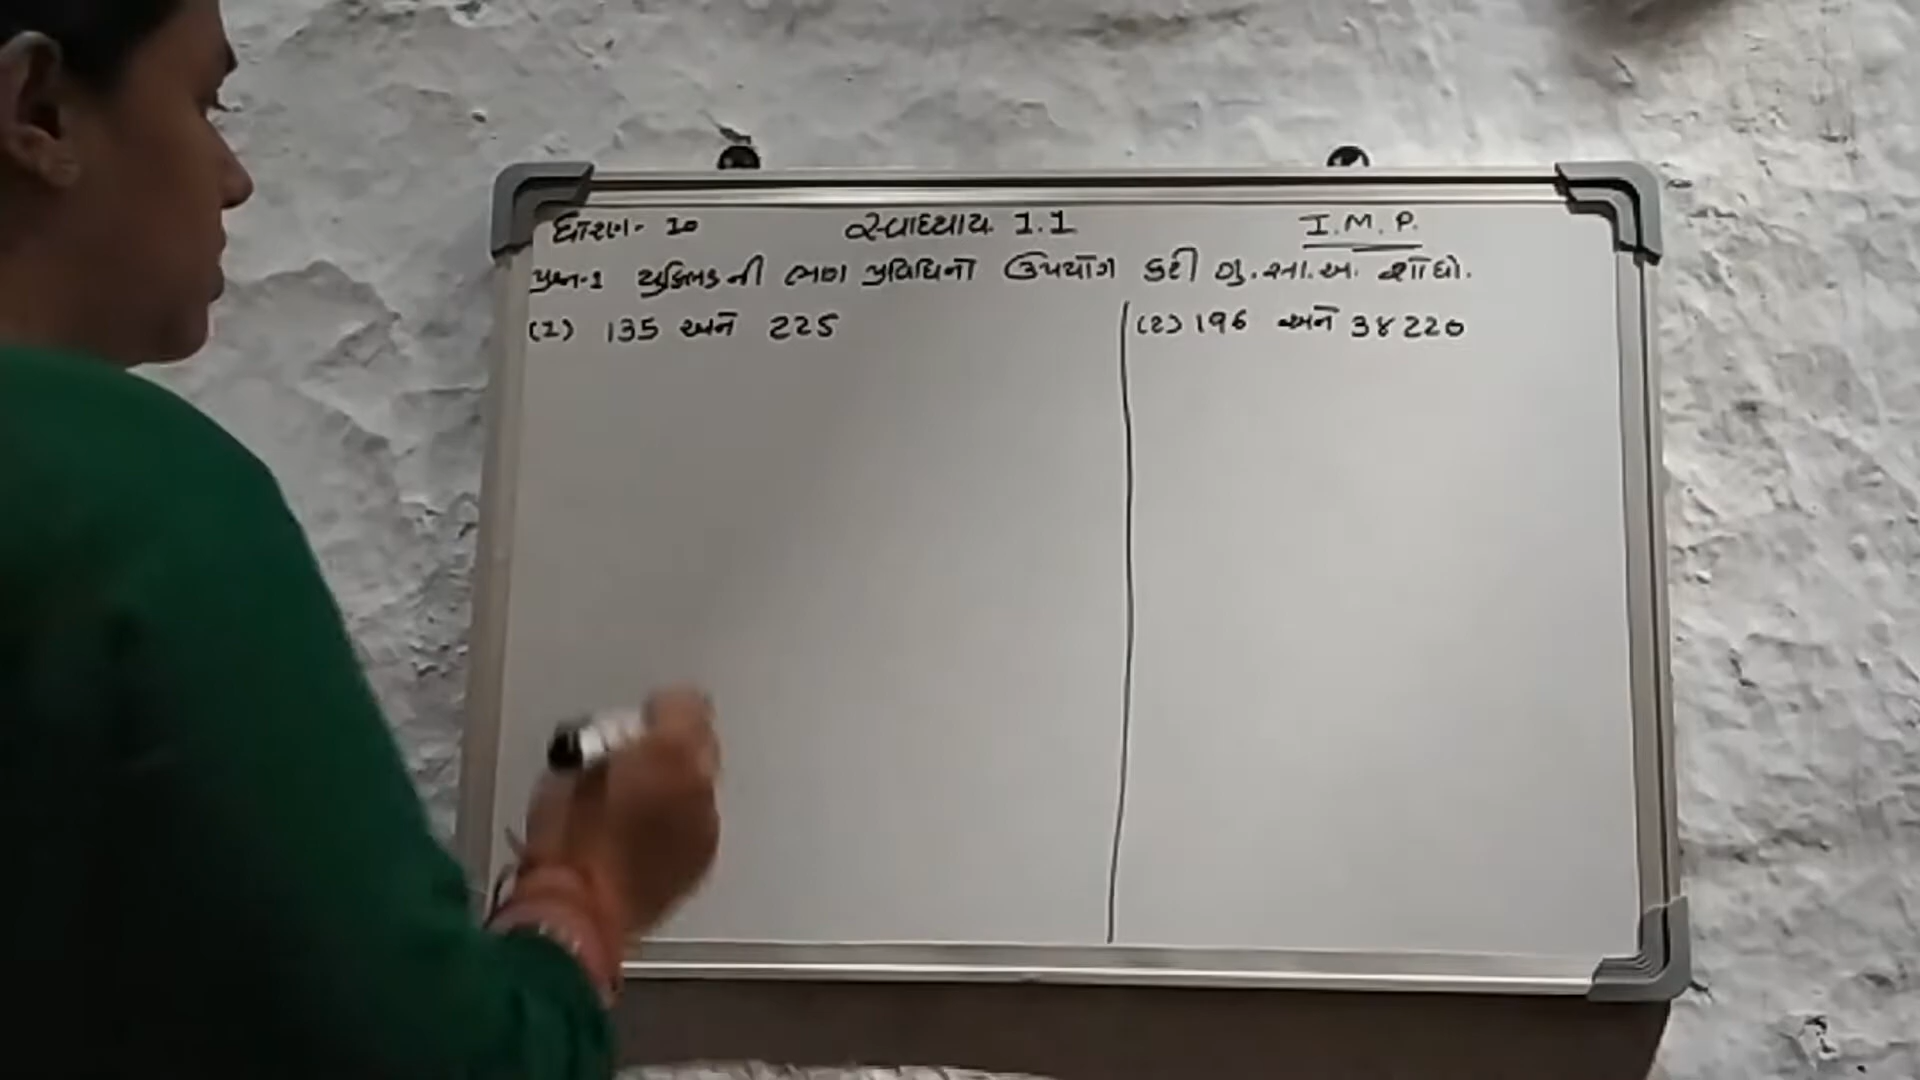 ધોરણ- 10 સ્વાધ્યાય 1.1 I.M.P.
પ્રશ્ન-1 યુક્લિડની ભાગ પ્રવિધિનો ઉપયોગ કરી ગુ.સા.અ. શોધો.
(1) 135 અને 225
(2) 196 અને 38220